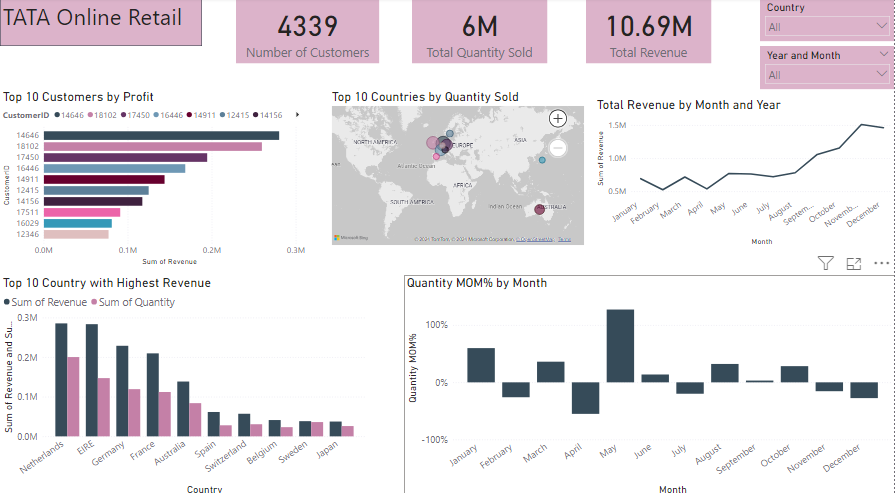 TATA Online Retail
4339
Number of Customers
6M
Total Quantity Sold
10.69M
Total Revenue
Country
All
Year and Month
All
Top 10 Customers by Profit
CustomerID 14646 18102 17450 16446 14911 12415 14156
CustomerID
14646
18102
17450
16446
14911
12415
14156
17511
16029
12346
0.0M 0.1M 0.2M 0.3M
Sum of Revenue
Top 10 Countries by Quantity Sold
NORTH AMERICA
EUROPE
ASIA
Atlantic Ocean
AFRICA
SOUTH AMERICA
Indian Ocean
AUSTRALIA
Microsoft Bing
© 2021 TomTom, © 2024 Microsoft Corporation, © OpenStreetMap Terms
Total Revenue by Month and Year
Sum of Revenue
1.5M
1.0M
0.5M
January
February
March
April
May
June
July
August
Septem...
October
Novemb...
December
Month
Top 10 Country with Highest Revenue
Sum of Revenue Sum of Quantity
Sum of Revenue and Su...
0.3M
0.2M
0.1M
0.0M
Netherlands
EIRE
Germany
France
Australia
Spain
Switzerland
Belgium
Sweden
Japan
Country
Quantity MOM% by Month
Quantity MOM%
100%
0%
-100%
January
February
March
April
May
June
July
August
September
October
November
December
Month